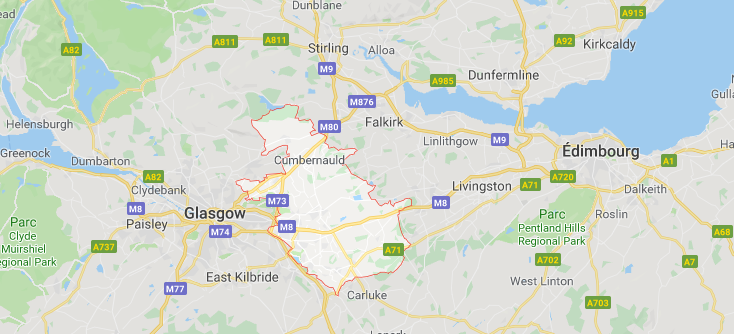 Dunblane
A915
A811
A811
A92
Kirkcaldy
A82
Stirling
Alloa
M9
A985
Dunfermline
M876
Helensburgh
M80
Falkirk
M9
Linlithgow
Greenock
Dumbarton
Cumbernauld
Édimbourg
A1
A82
A720
Clydebank
Livingston
A71
Dalkeith
M73
M8
M8
Glasgow
Parc
Clyde
Muirshiel
Paisley
M74
M8
Parc
Pentland Hills
Regional Park
Roslin
A68
A737
A71
A702
A7
East Kilbride
M77
Carluke
West Linton
A703